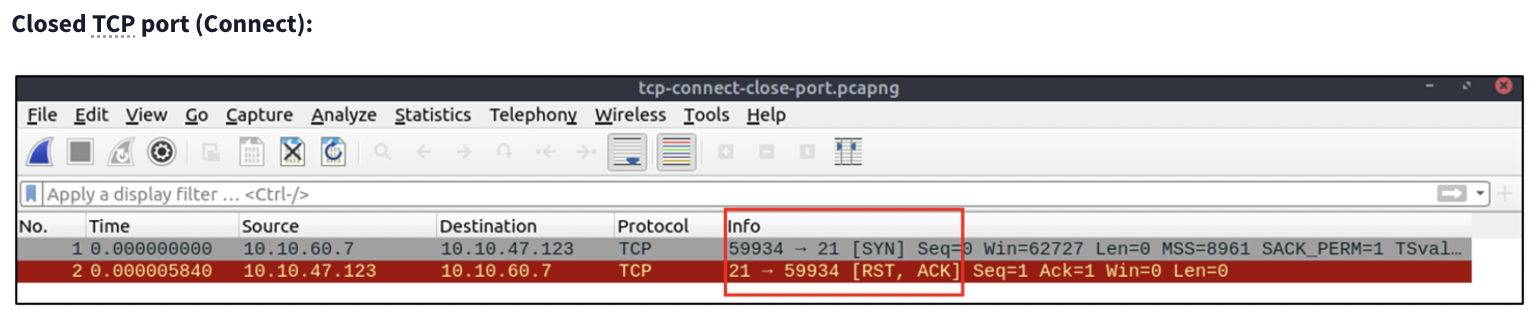 Closed TCP port (Connect):
tcp-connect-close-port.pcapng
File Edit View Go Capture Analyze Statistics Telephony Wireless Tools Help
Apply a display filter … <Ctrl-/>
No. Time Source Destination Protocol Info
1 0.000000000 10.10.60.7 10.10.47.123 TCP 59934 → 21 [SYN] Seq=0 Win=62727 Len=0 MSS=8961 SACK_PERM=1 TSval…
2 0.000005840 10.10.47.123 10.10.60.7 TCP 21 → 59934 [RST, ACK] Seq=1 Ack=1 Win=0 Len=0